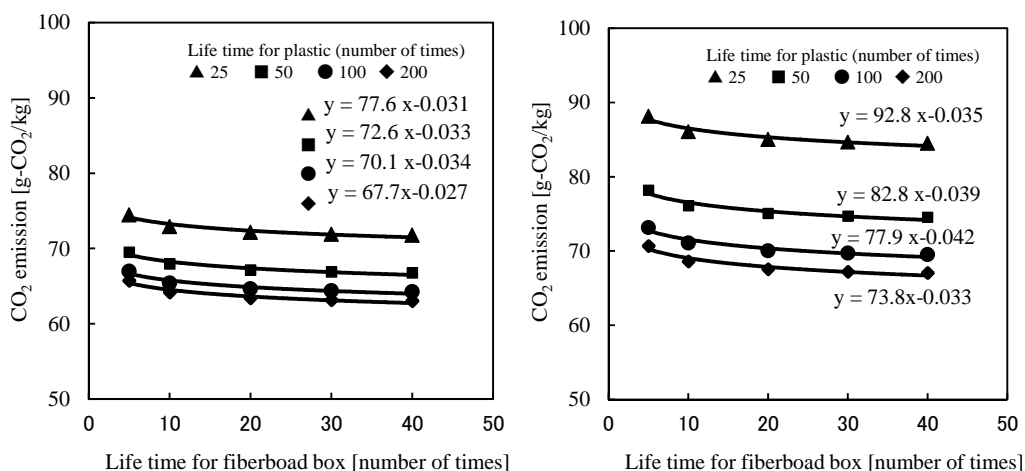 100
90
80
70
60
50
CO2 emission [g-CO2/kg]
Life time for plastic (number of times)
25 50 100 200
y = 77.6 x-0.031
y = 72.6 x-0.033
y = 70.1 x-0.034
y = 67.7x-0.027
0 10 20 30 40 50
Life time for fiberboad box [number of times]
100
90
80
70
60
50
CO2 emission [g-CO2/kg]
Life time for plastic (number of times)
25 50 100 200
y = 92.8 x-0.035
y = 82.8 x-0.039
y = 77.9 x-0.042
y = 73.8x-0.033
0 10 20 30 40 50
Life time for fiberboad box [number of times]